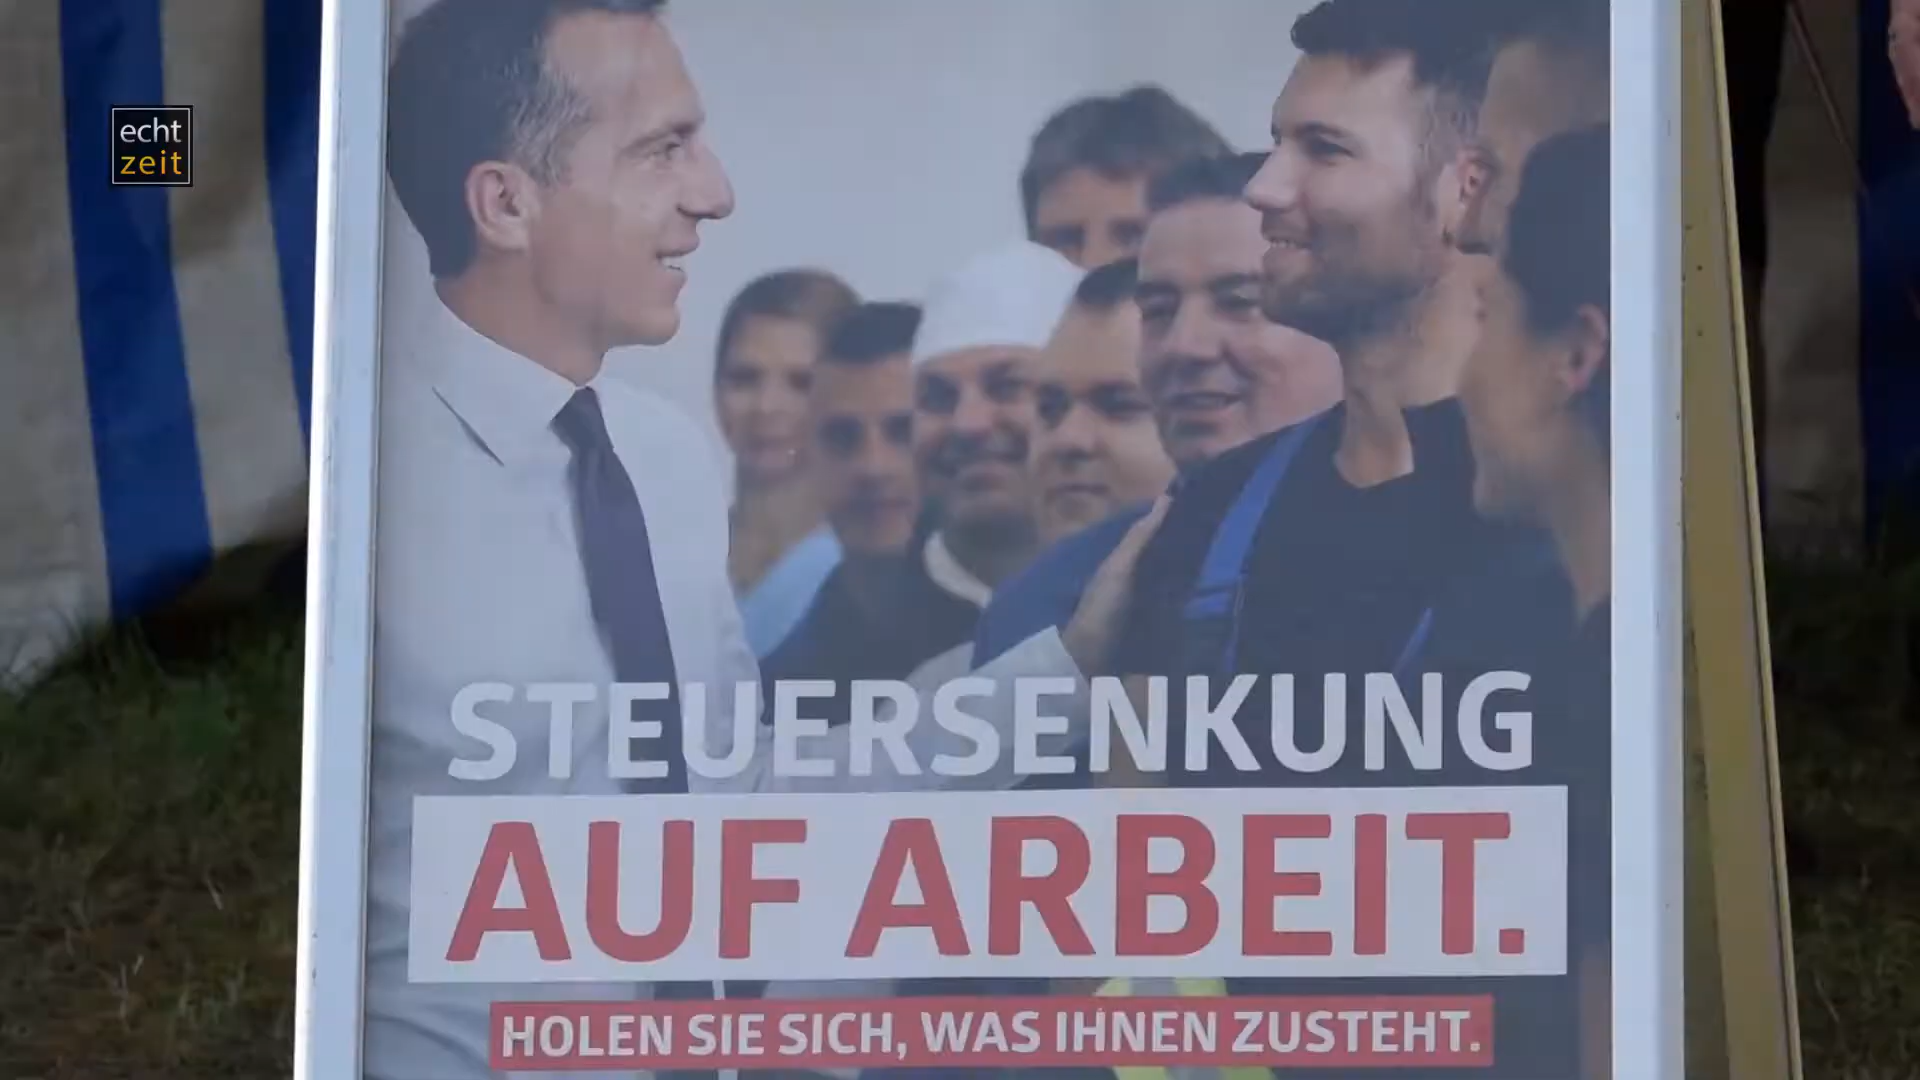 echt
zeit
STEUERSENKUNG
AUF ARBEIT.
HOLEN SIE SICH, WAS IHNEN ZUSTEHT.